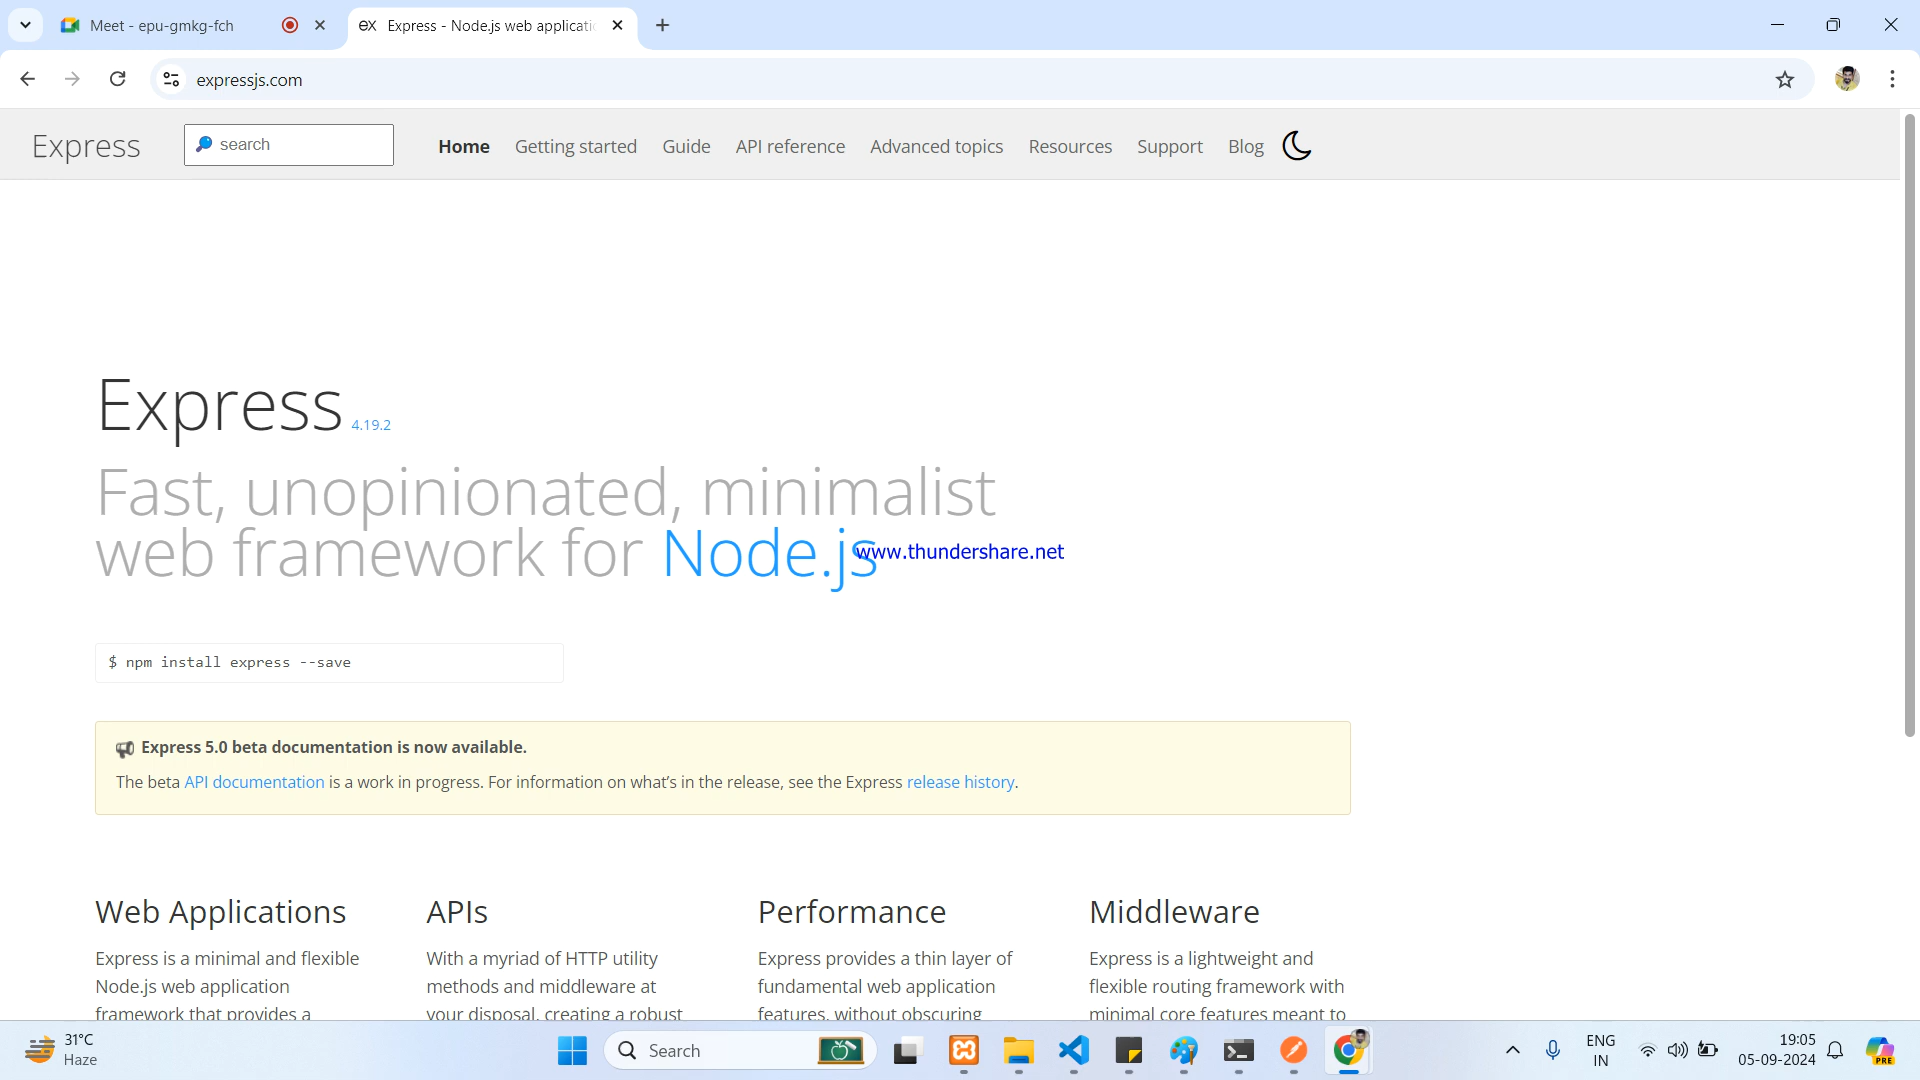 Meet - epu-gmkg-fch
Express - Node.js web applicatic
expressjs.com
Express
search
Home
Getting started
Guide
API reference
Advanced topics
Resources
Support
Blog
Express 4.19.2
Fast, unopinionated, minimalist
web framework for Node.js
www.thundershare.net
$ npm install express --save
Express 5.0 beta documentation is now available.
The beta API documentation is a work in progress. For information on what's in the release, see the Express release history.
Web Applications
Express is a minimal and flexible
Node.js web application
framework that provides a
APIs
With a myriad of HTTP utility
methods and middleware at
your disposal, creating a robust
Performance
Express provides a thin layer of
fundamental web application
features, without obscuring
Middleware
Express is a lightweight and
flexible routing framework with
minimal core features meant to
31°C
Haze
Search
ENG
IN
19:05
05-09-2024
PRE